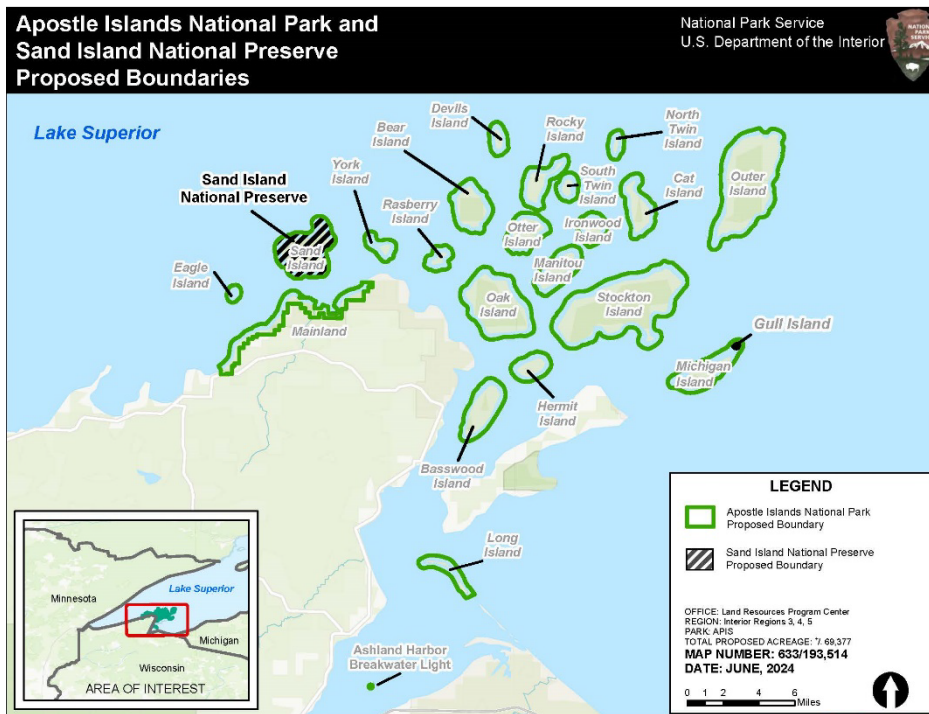 Apostle Islands National Park and
Sand Island National Preserve
Proposed Boundaries
National Park Service
U.S. Department of the Interior
NATIONAL
PARK
SERVICE
Lake Superior
Devils
Island
Bear
Island
Rocky
Island
North
Twin
Island
York
Island
Sand Island
National Preserve
Rasberry
Island
South
Twin
Island
Cat
Island
Outer
Island
Otter
Island
Ironwood
Island
Sand
Island
Manitou
Island
Eagle
Island
Oak
Island
Stockton
Island
Mainland
Gull Island
Michigan
Island
Hermit
Island
Basswood
Island
Long
Island
Ashland Harbor
Breakwater Light
Lake Superior
Minnesota
Michigan
Wisconsin
AREA OF INTEREST
LEGEND
Apostle Islands National Park
Proposed Boundary
Sand Island National Preserve
Proposed Boundary
OFFICE: Land Resources Program Center
REGION: Interior Regions 3, 4, 5
PARK: APIS
TOTAL PROPOSED ACREAGE: 69,377
MAP NUMBER: 633/193,514
DATE: JUNE, 2024
0 1 2 4 6
Miles